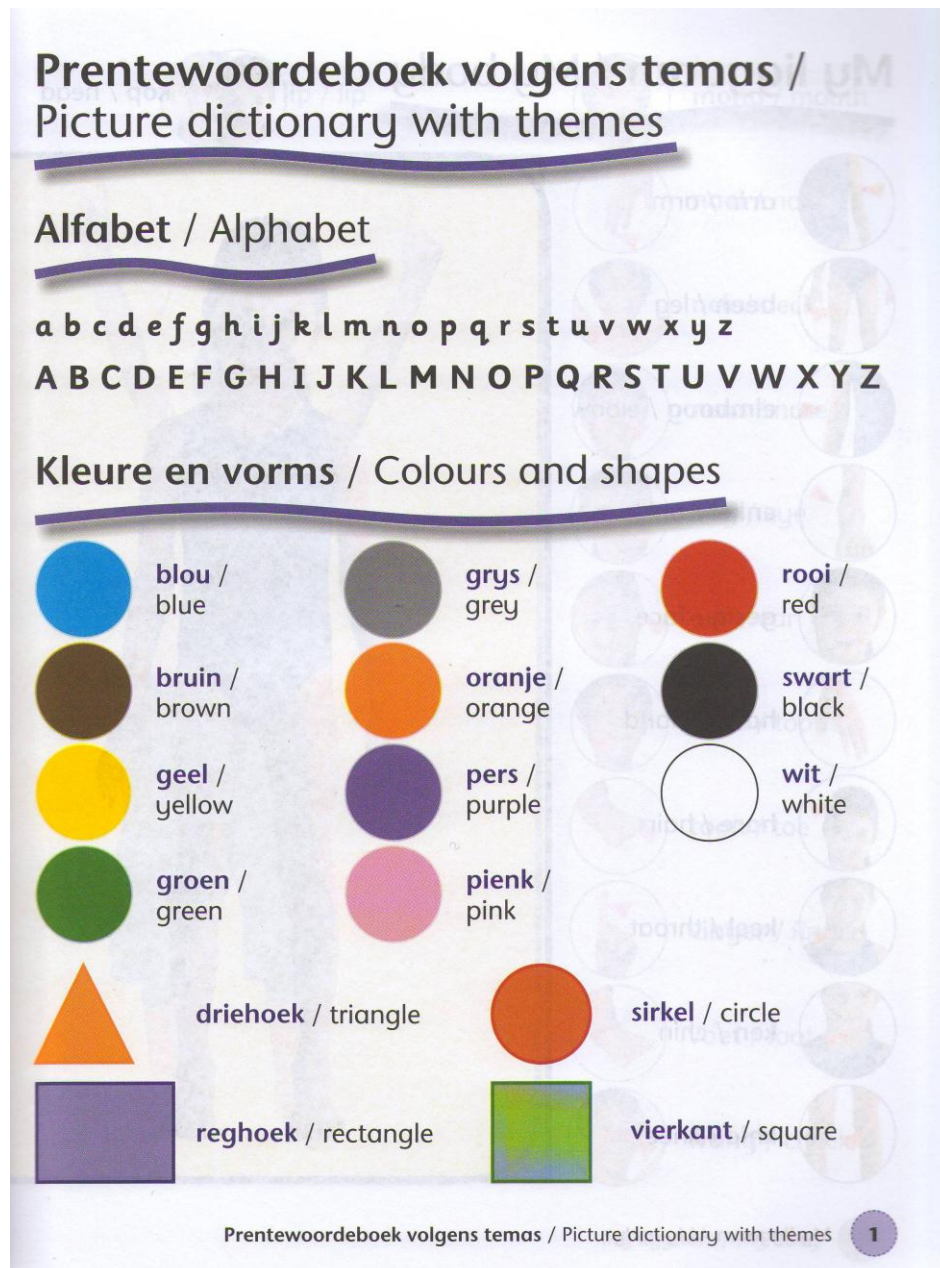 Prentewoordeboek volgens temas /
Picture dictionary with themes
Alfabet / Alphabet
a b c d e f g h i j k l m n o p q r s t u v w x y z
A B C D E F G H I J K L M N O P Q R S T U V W X Y Z
Kleure en vorms / Colours and shapes
blou /
blue
grys /
grey
rooi /
red
bruin /
brown
oranje /
orange
swart /
black
geel /
yellow
pers /
purple
wit /
white
groen /
green
pienk /
pink
driehoek / triangle
sirkel / circle
reghoek / rectangle
vierkant / square
Prentewoordeboek volgens temas / Picture dictionary with themes 1